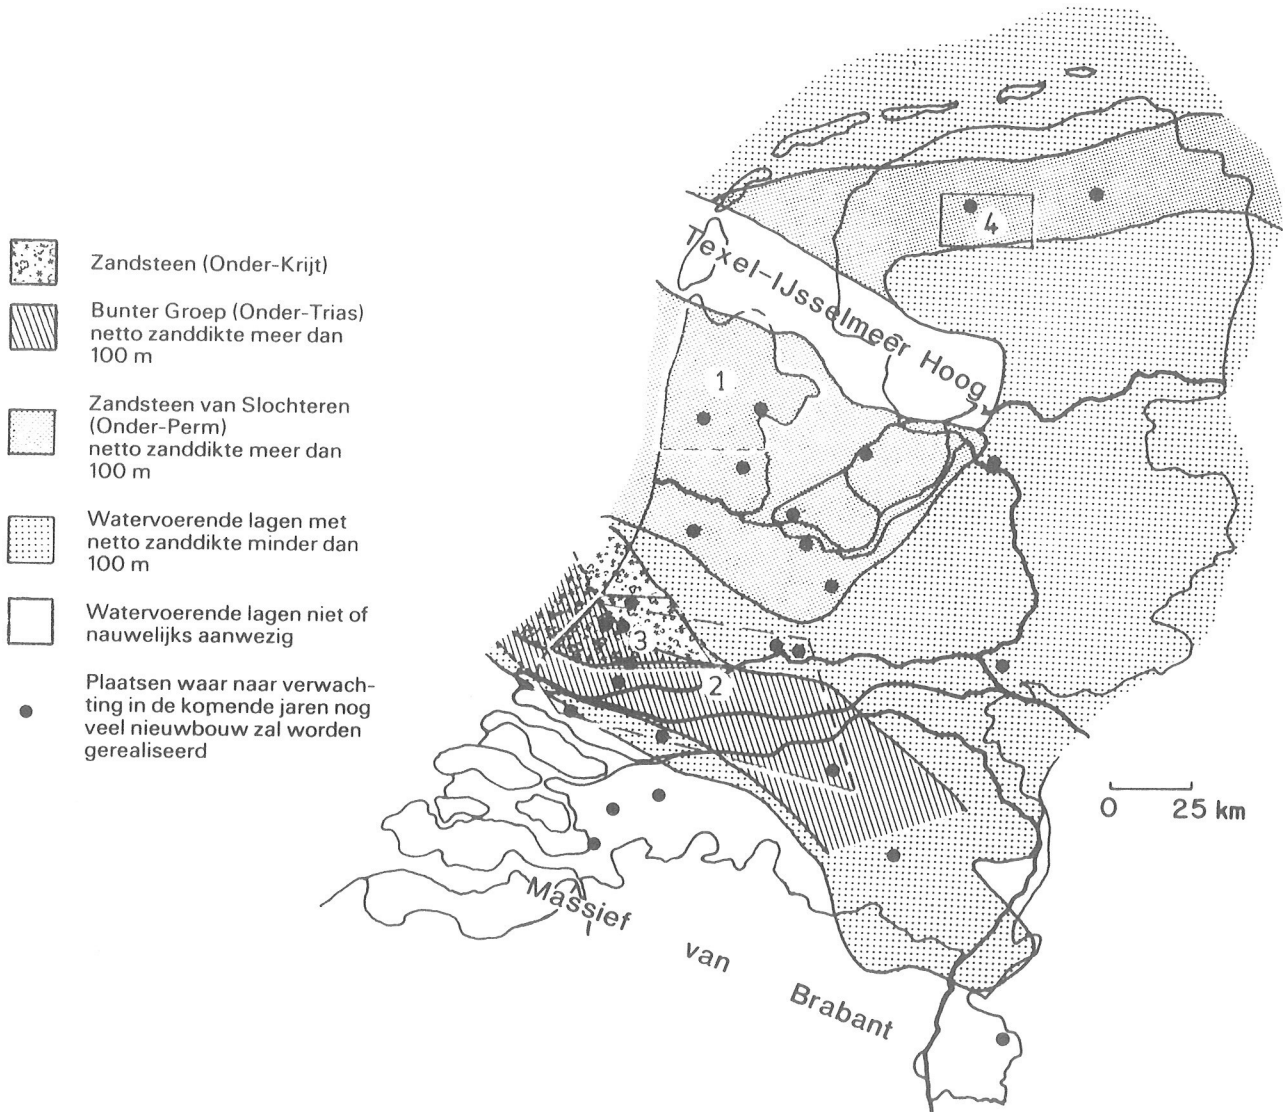 Zandsteen (Onder-Krijt)
Bunter Groep (Onder-Trias)
netto zanddikte meer dan
100 m
Zandsteen van Slochteren
(Onder-Perm)
netto zanddikte meer dan
100 m
Watervoerende lagen met
netto zanddikte minder dan
100 m
Watervoerende lagen niet of
nauwelijks aanwezig
Plaatsen waar naar verwach-
ting in de komende jaren nog
veel nieuwbouw zal worden
gerealiseerd
4
Texel-IJsselmeer Hoog
1
3
2
0 25 km
Massief
van
Brabant